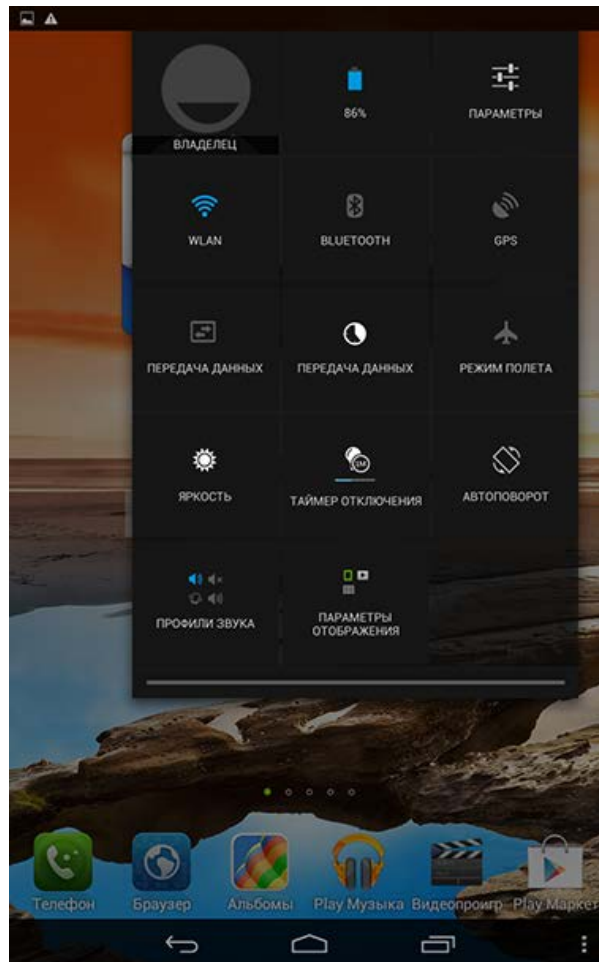 86%
ПАРАМЕТРЫ
ВЛАДЕЛЕЦ
WLAN
BLUETOOTH
GPS
ПЕРЕДАЧА ДАННЫХ
ПЕРЕДАЧА ДАННЫХ
РЕЖИМ ПОЛЕТА
1M
ЯРКОСТЬ
ТАЙМЕР ОТКЛЮЧЕНИЯ
АВТОПОВОРОТ
ПРОФИЛИ ЗВУКА
ПАРАМЕТРЫ
ОТОБРАЖЕНИЯ
Телефон
Браузер
Альбомы
Play Музыка
Видеопроигр
Play Маркет